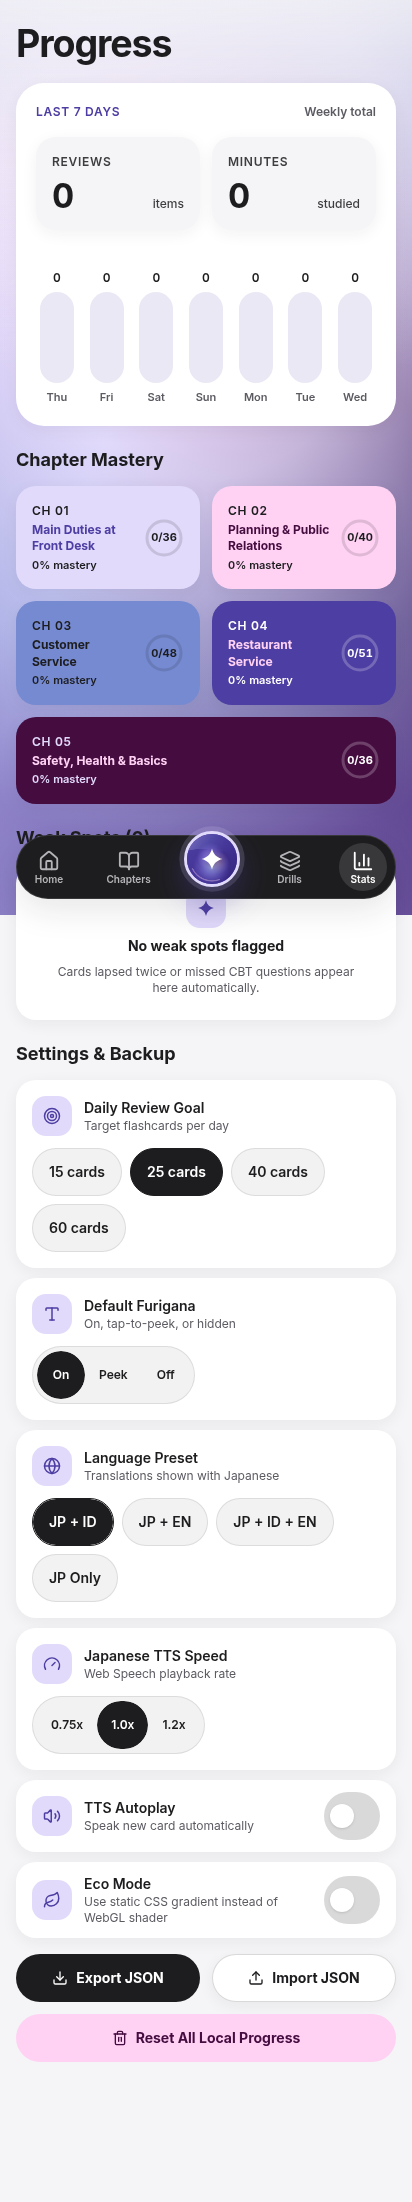 Progress
LAST 7 DAYS
Weekly total
REVIEWS
0
items
MINUTES
0
studied
0 0 0 0 0 0 0
Thu Fri Sat Sun Mon Tue Wed
Chapter Mastery
CH 01
Main Duties at
Front Desk
0% mastery
0/36
CH 02
Planning & Public
Relations
0% mastery
0/40
CH 03
Customer
Service
0% mastery
0/48
CH 04
Restaurant
Service
0% mastery
0/51
CH 05
Safety, Health & Basics
0% mastery
0/36
Weak Spots (0)
Home
Chapters
Drills
Stats
No weak spots flagged
Cards lapsed twice or missed CBT questions appear
here automatically.
Settings & Backup
Daily Review Goal
Target flashcards per day
15 cards
25 cards
40 cards
60 cards
Default Furigana
On, tap-to-peek, or hidden
On
Peek
Off
Language Preset
Translations shown with Japanese
JP + ID
JP + EN
JP + ID + EN
JP Only
Japanese TTS Speed
Web Speech playback rate
0.75x
1.0x
1.2x
TTS Autoplay
Speak new card automatically
Eco Mode
Use static CSS gradient instead of
WebGL shader
Export JSON
Import JSON
Reset All Local Progress